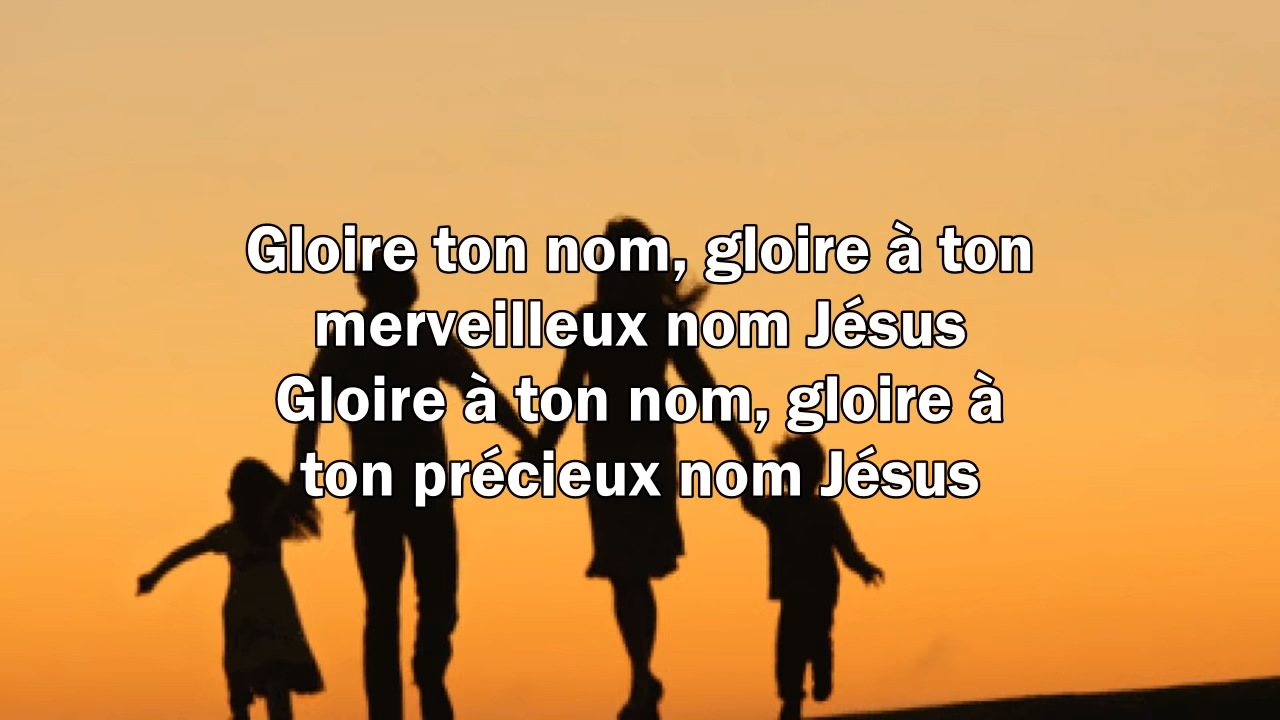 Gloire ton nom, gloire à ton
merveilleux nom Jésus
Gloire à ton nom, gloire à
ton précieux nom Jésus